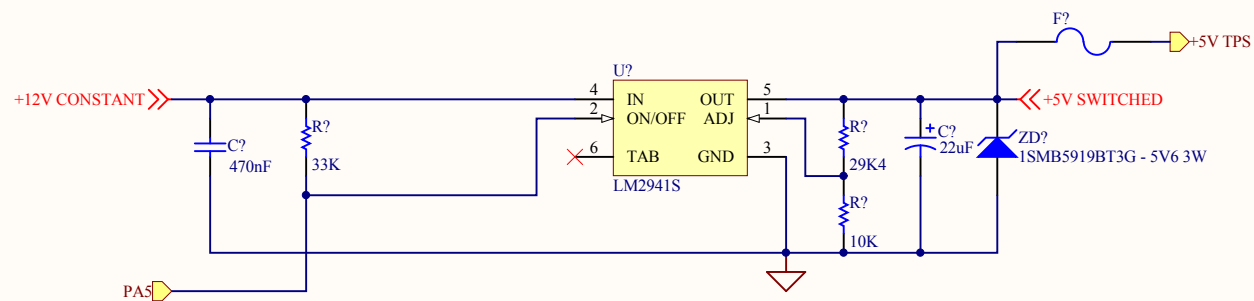 F?
+5V TPS
U?
+12V CONSTANT
4
IN
OUT
5
+5V SWITCHED
2
ON/OFF
ADJ
1
C?
470nF
R?
33K
R?
29K4
C?
22uF
ZD?
1SMB5919BT3G - 5V6 3W
6
TAB
GND
3
LM2941S
R?
10K
PA5